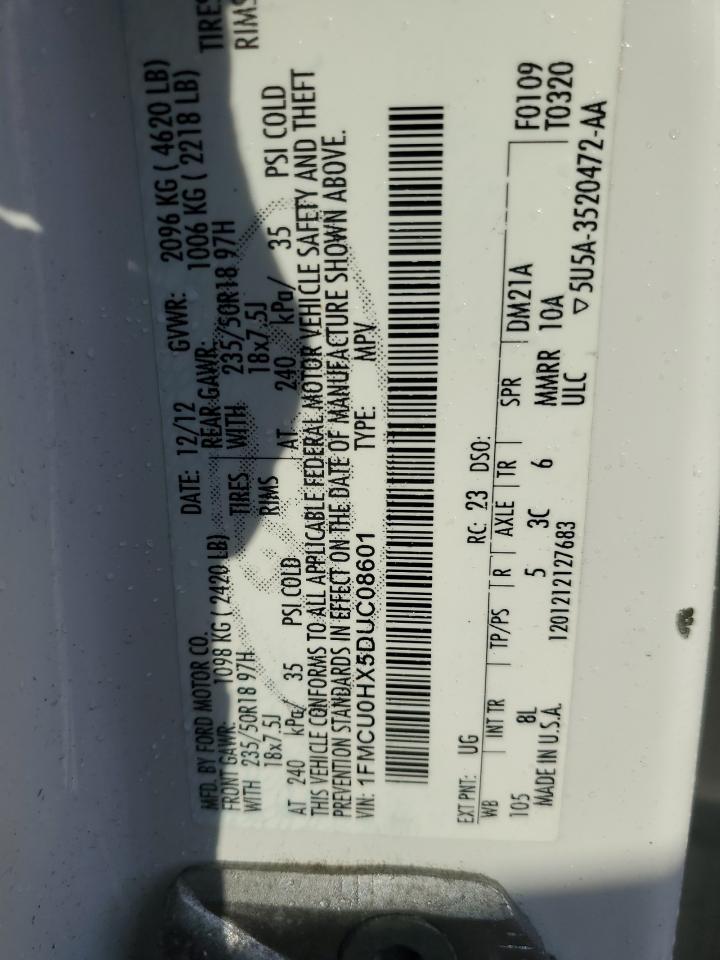 MFD. BY FORD MOTOR CO.
DATE: 12/12 GVWR: 2096 KG ( 4620 LB)
FRONT GAWR: 1098 KG ( 2420 LB) REAR GAWR: 1006 KG ( 2218 LB)
WITH 235/50R18 97H TIRES WITH 235/50R18 97H TIRES
18x7.5J RIMS 18x7.5J RIMS
AT 240 kPa/ 35 PSI COLD AT 240 kPa/ 35 PSI COLD
THIS VEHICLE CONFORMS TO ALL APPLICABLE FEDERAL MOTOR VEHICLE SAFETY AND THEFT
PREVENTION STANDARDS IN EFFECT ON THE DATE OF MANUFACTURE SHOWN ABOVE.
VIN: 1FMCU0HX5DUC08601 TYPE: MPV
EXT PNT: UG RC: 23 DSO: F0109
WB INT TR TP/PS R AXLE TR SPR DM21A T0320
105 8L 5 3C 6 MMRR 10A
MADE IN U.S.A. 1201212127683 ULC ▽5U5A-3520472-AA